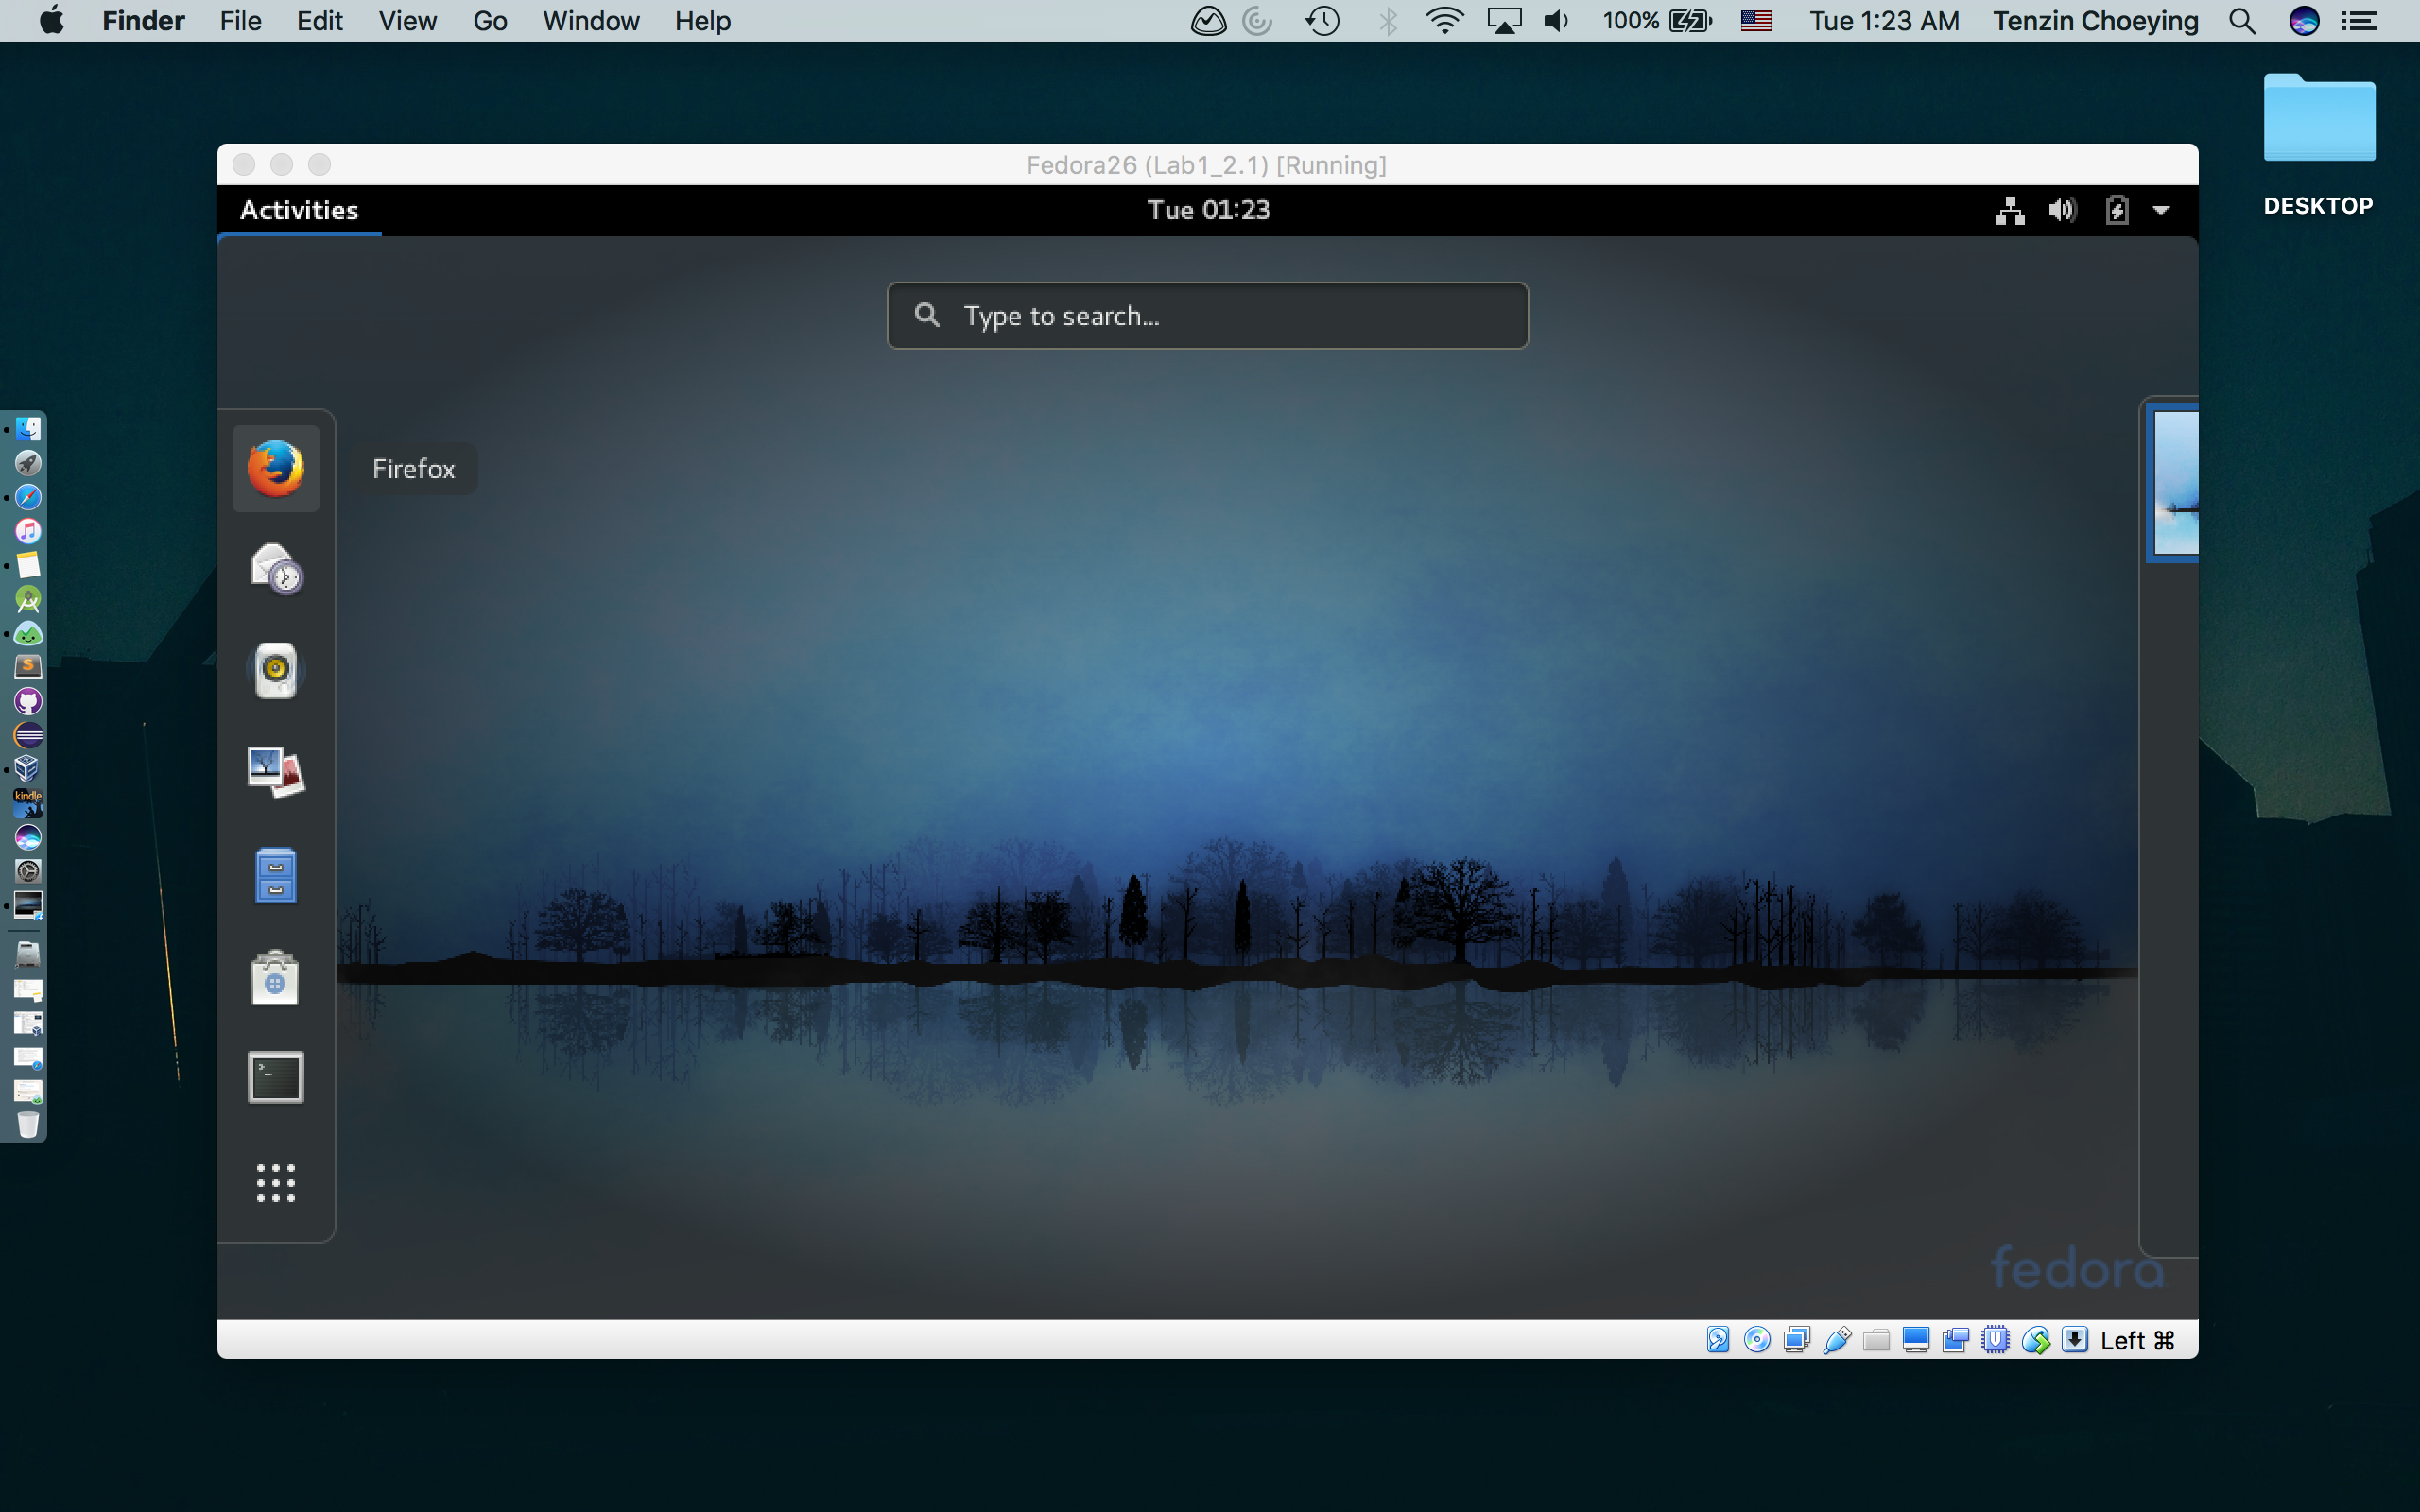 Finder File Edit View Go Window Help 100% Tue 1:23 AM Tenzin Choeying
DESKTOP
Fedora26 (Lab1_2.1) [Running]
Activities Tue 01:23
Type to search...
Firefox
kindle
fedora
Left ⌘